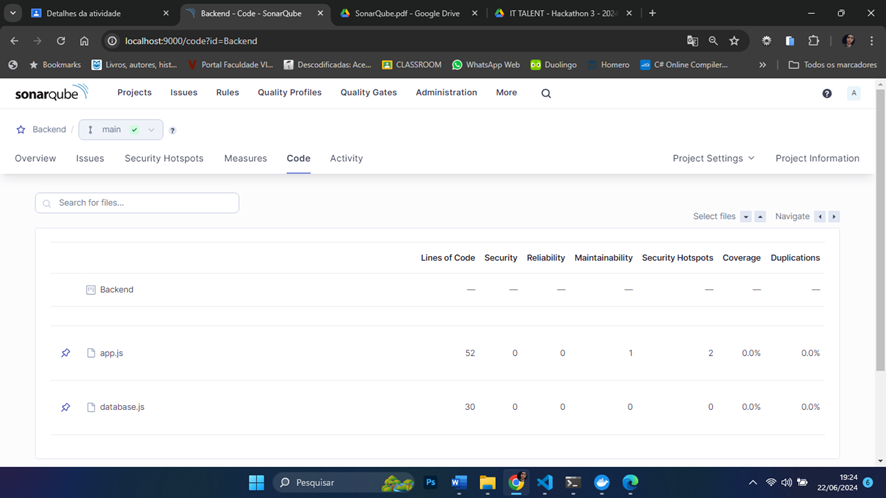 Detalhes da atividade
Backend - Code - SonarQube
SonarQube.pdf - Google Drive
IT TALENT - Hackathon 3 - 2024
localhost:9000/code?id=Backend
Bookmarks
Livros, autores, hist...
Portal Faculdade VI...
Descodificadas: Ace...
CLASSROOM
WhatsApp Web
Duolingo
Homero
C# Online Compiler...
Todos os marcadores
sonarqube
Projects
Issues
Rules
Quality Profiles
Quality Gates
Administration
More
A
Backend / main
Overview
Issues
Security Hotspots
Measures
Code
Activity
Project Settings
Project Information
Search for files...
Select files
Navigate
Lines of Code Security Reliability Maintainability Security Hotspots Coverage Duplications
Backend — — — — — — —
app.js 52 0 0 1 2 0.0% 0.0%
database.js 30 0 0 0 0 0.0% 0.0%
Pesquisar
Ps
19:24
22/06/2024
6